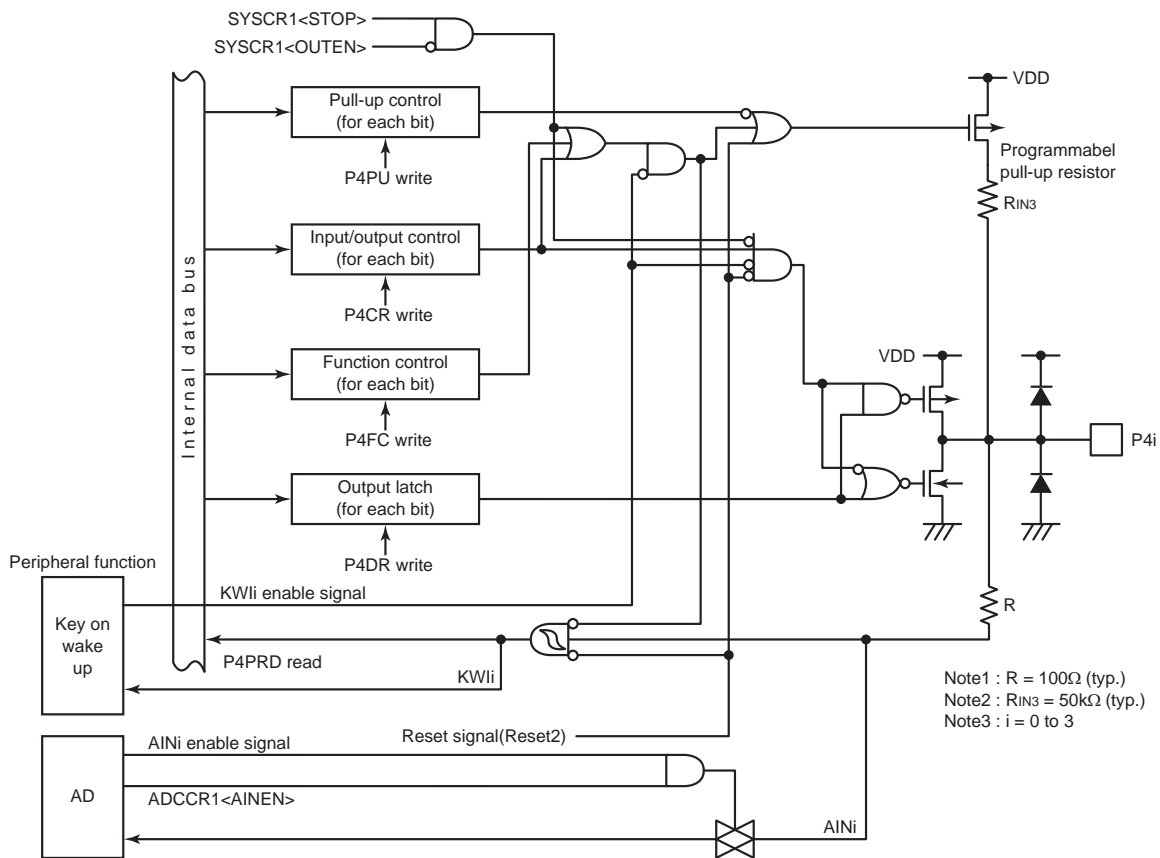 SYSCR1<STOP>
SYSCR1<OUTEN>
VDD
Pull-up control
(for each bit)
P4PU write
Programmabel
pull-up resistor
RIN3
Input/output control
(for each bit)
P4CR write
Internal data bus
Function control
(for each bit)
P4FC write
VDD
P4i
Output latch
(for each bit)
P4DR write
Peripheral function
KWIi enable signal
Key on
wake
up
R
P4PRD read
KWIi
Note1 : R = 100Ω (typ.)
Note2 : RIN3 = 50kΩ (typ.)
Note3 : i = 0 to 3
Reset signal(Reset2)
AINi enable signal
AD
ADCCR1<AINEN>
AINi